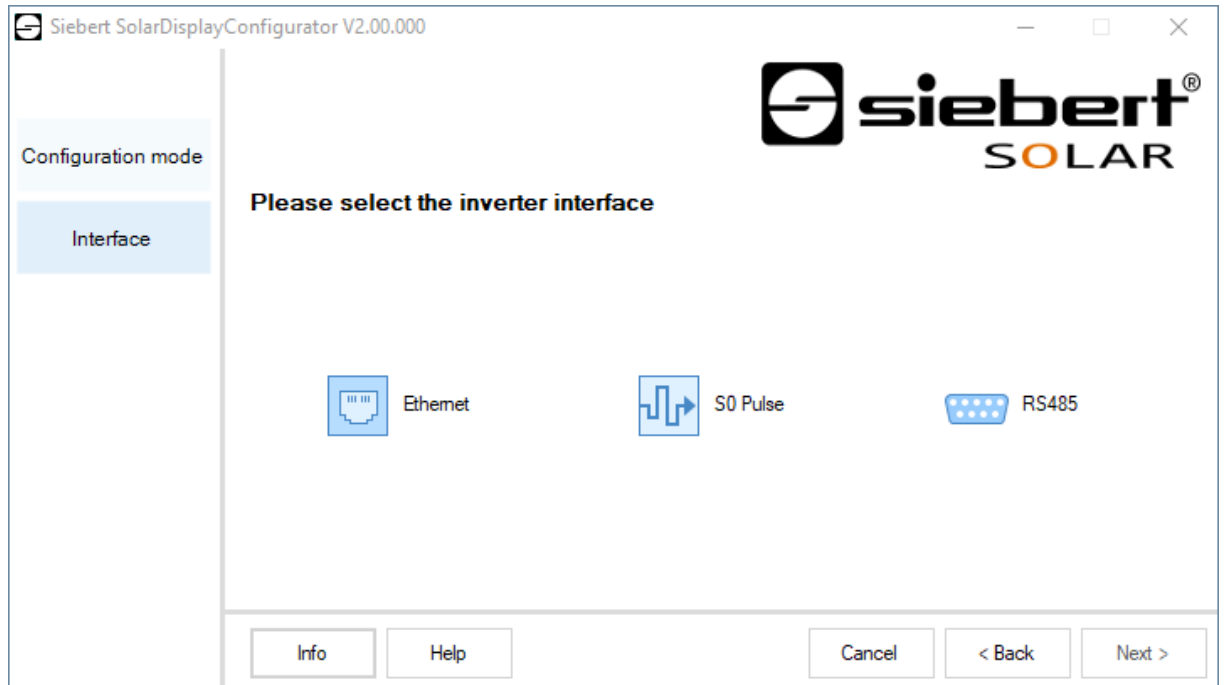 Siebert SolarDisplayConfigurator V2.00.000
siebert®
SOLAR
Configuration mode
Interface
Please select the inverter interface
Ethernet
S0 Pulse
RS485
Info
Help
Cancel
< Back
Next >